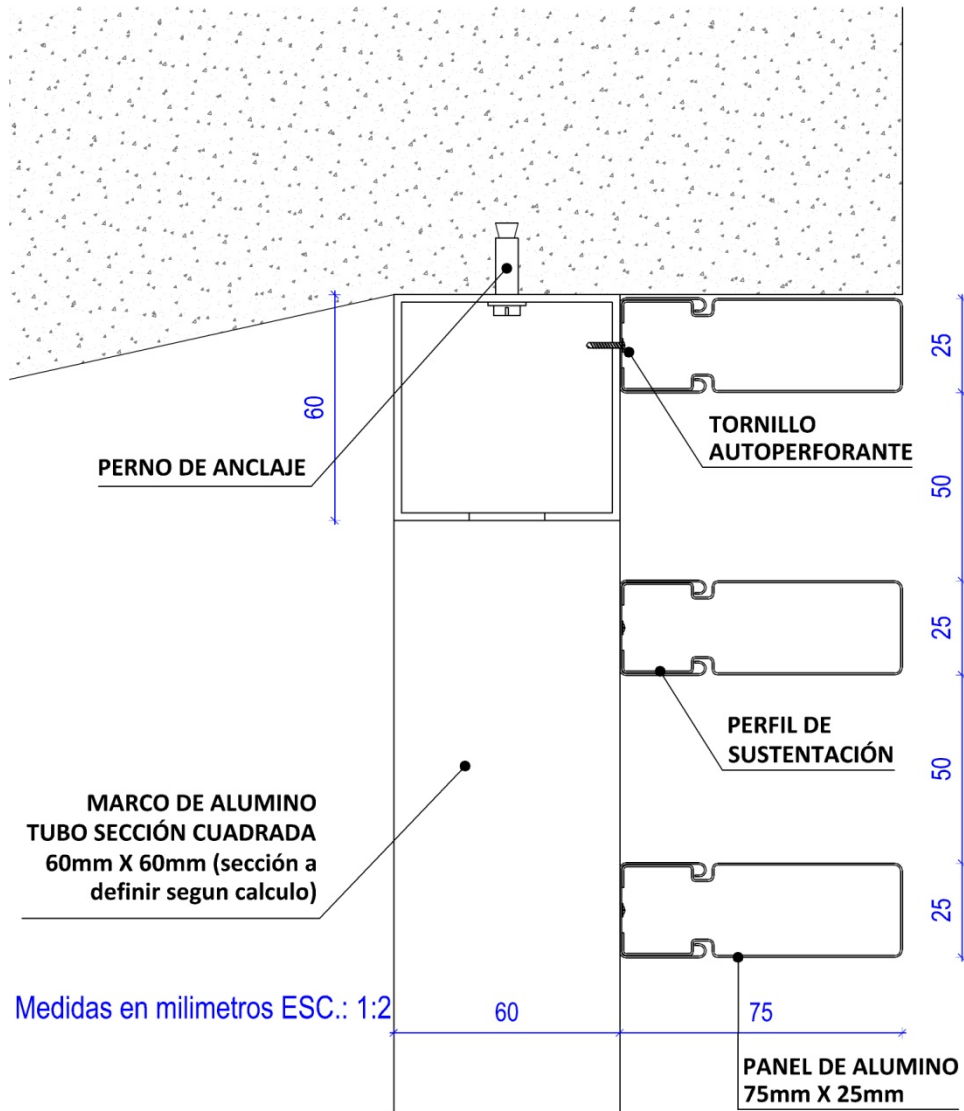 25
60
TORNILLO
AUTOPERFORANTE
PERNO DE ANCLAJE
50
25
PERFIL DE
SUSTENTACIÓN
50
MARCO DE ALUMINO
TUBO SECCIÓN CUADRADA
60mm X 60mm (sección a
definir segun calculo)
25
Medidas en milimetros ESC.: 1:2
60
75
PANEL DE ALUMINO
75mm X 25mm